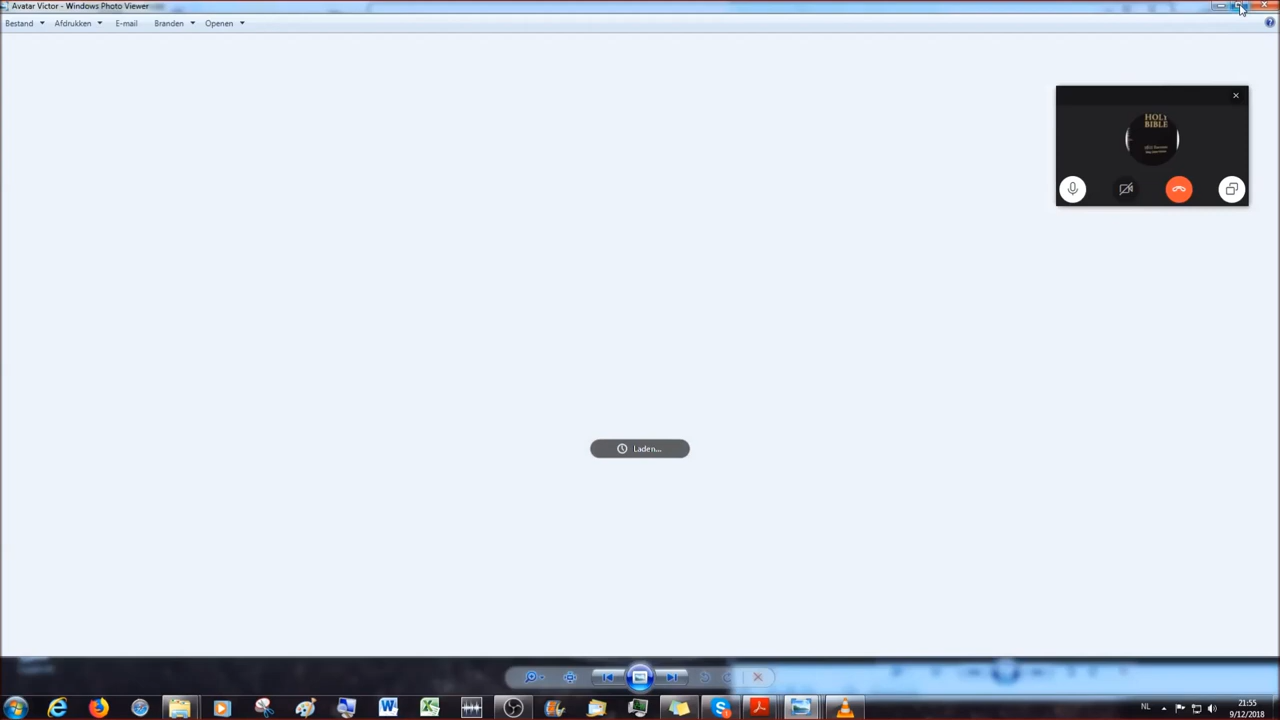 Avatar Victor - Windows Photo Viewer
Bestand Afdrukken E-mail Branden Openen
HOLY
BIBLE
Laden...
NL
21:55
9/12/2018